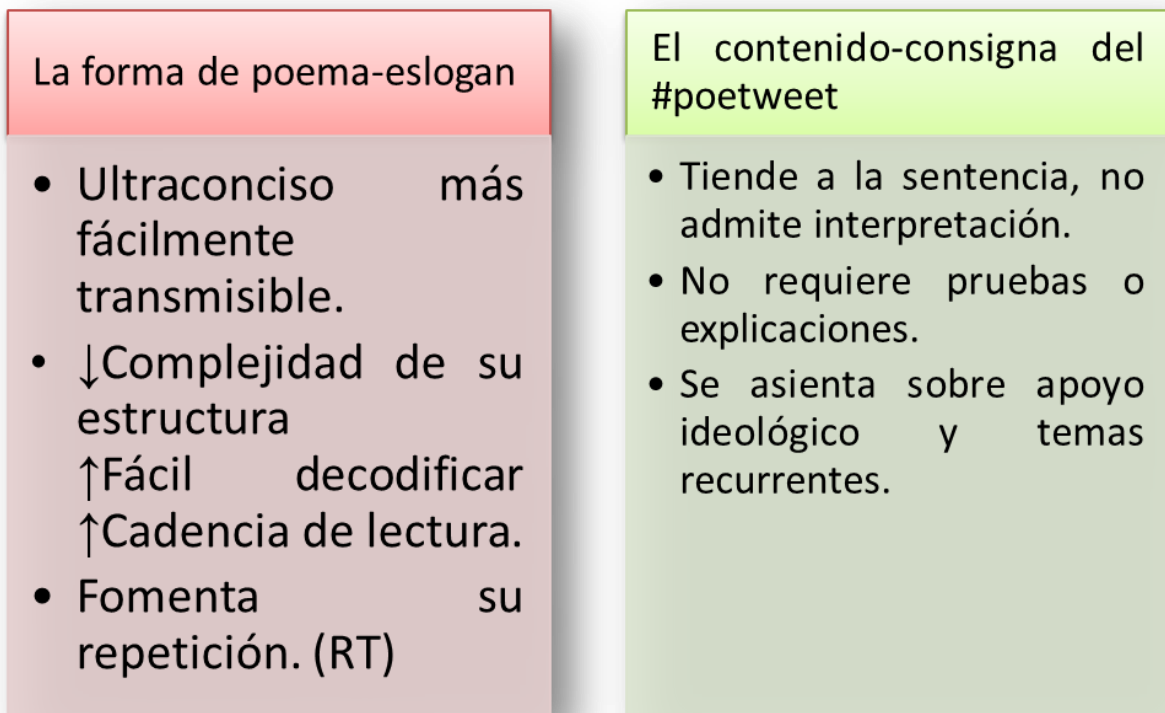 La forma de poema-eslogan
• Ultraconciso más
fácilmente
transmisible.
• ↓Complejidad de su
estructura
↑Fácil decodificar
↑Cadencia de lectura.
• Fomenta su
repetición. (RT)
El contenido-consigna del
#poetweet
• Tiende a la sentencia, no
admite interpretación.
• No requiere pruebas o
explicaciones.
• Se asienta sobre apoyo
ideológico y temas
recurrentes.